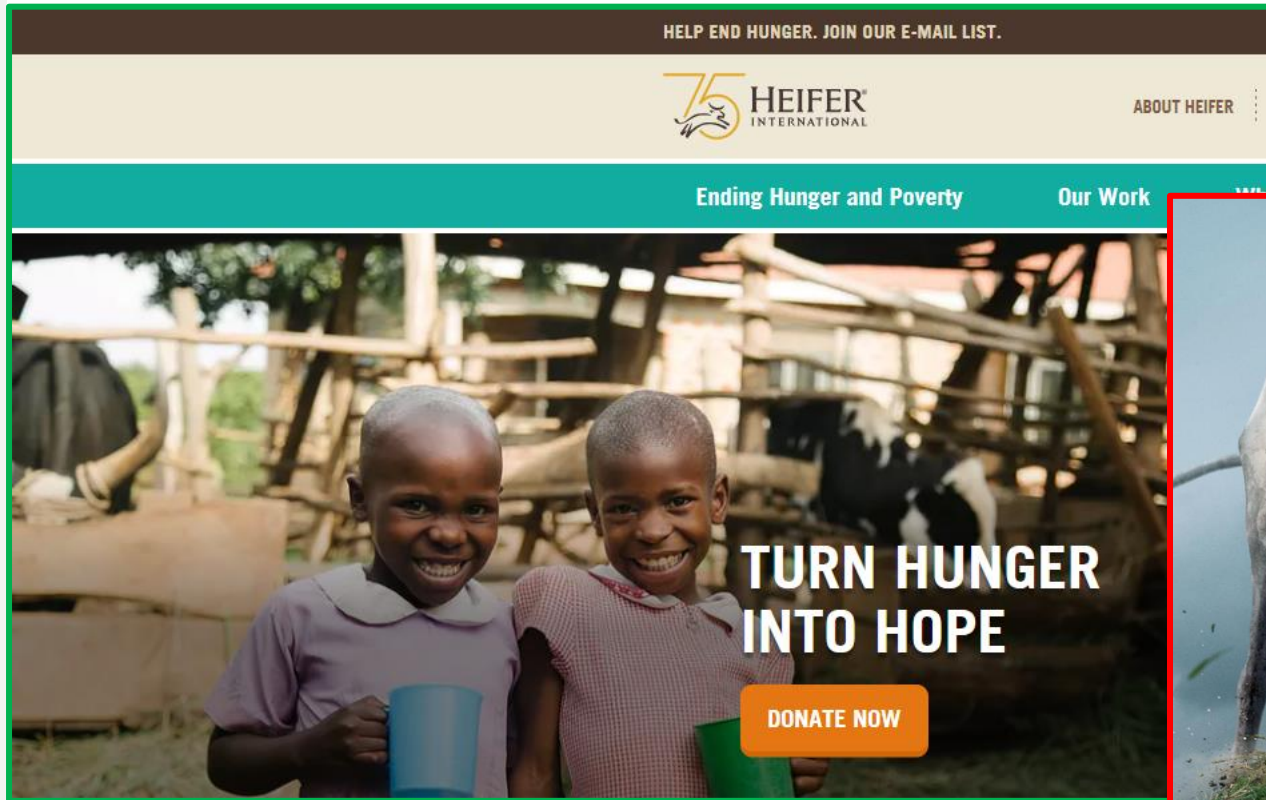 HELP END HUNGER. JOIN OUR E-MAIL LIST.
75 HEIFER®
INTERNATIONAL
ABOUT HEIFER
Ending Hunger and Poverty Our Work
TURN HUNGER
INTO HOPE
DONATE NOW